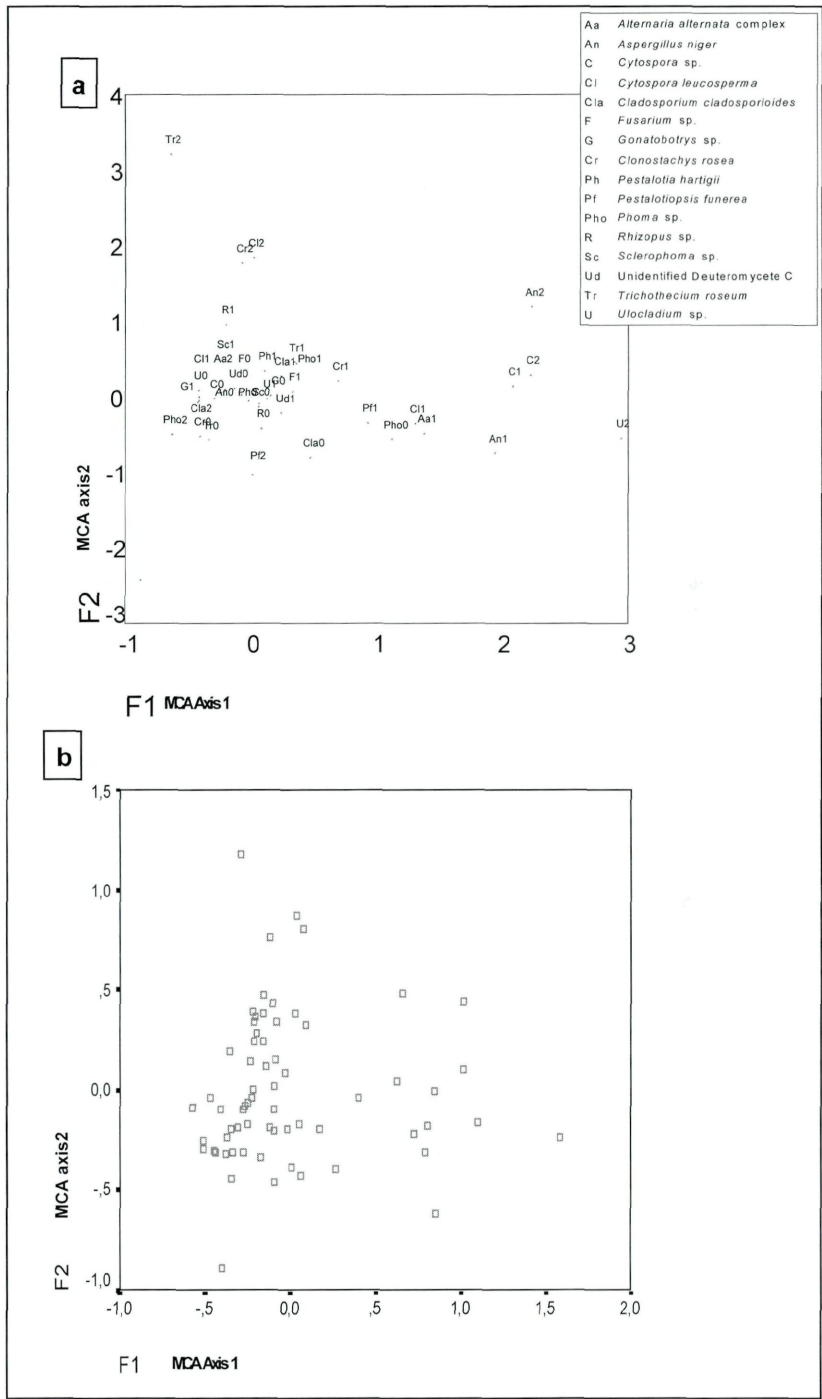 a
Aa Alternaria alternata complex
An Aspergillus niger
C Cytospora sp.
Cl Cytospora leucosperma
Cla Cladosporium cladosporioides
F Fusarium sp.
G Gonatobotrys sp.
Cr Clonostachys rosea
Ph Pestalotia hartigii
Pf Pestalotiopsis funerea
Pho Phoma sp.
R Rhizopus sp.
Sc Sclerophoma sp.
Ud Unidentified Deuteromycete C
Tr Trichothecium roseum
U Ulocladium sp.
4
3
2
1
0
-1
-2
-3
MCA axis2
F2
Tr2
Cr2 Cl2
An2
R1
Sc1 Tr1
Cl1 Aa2 F0 Ph1 Cla1 Pho1
Cr1 C1 C2
U0 Ud0
G1 C0 An0 Ph0 U1 G0 F1
Sc0 Ud1
Cla2 R0 Pf1 Cl1
Pho2 Cr0 Tr0 Pho0 Aa1 U2
Cla0 An1
Pf2
-1 0 1 2 3
F1 MCA Axis1
b
1,5
1,0
,5
0,0
-,5
-1,0
MCA axis2
F2
-1,0 -,5 0,0 ,5 1,0 1,5 2,0
F1 MCA Axis1